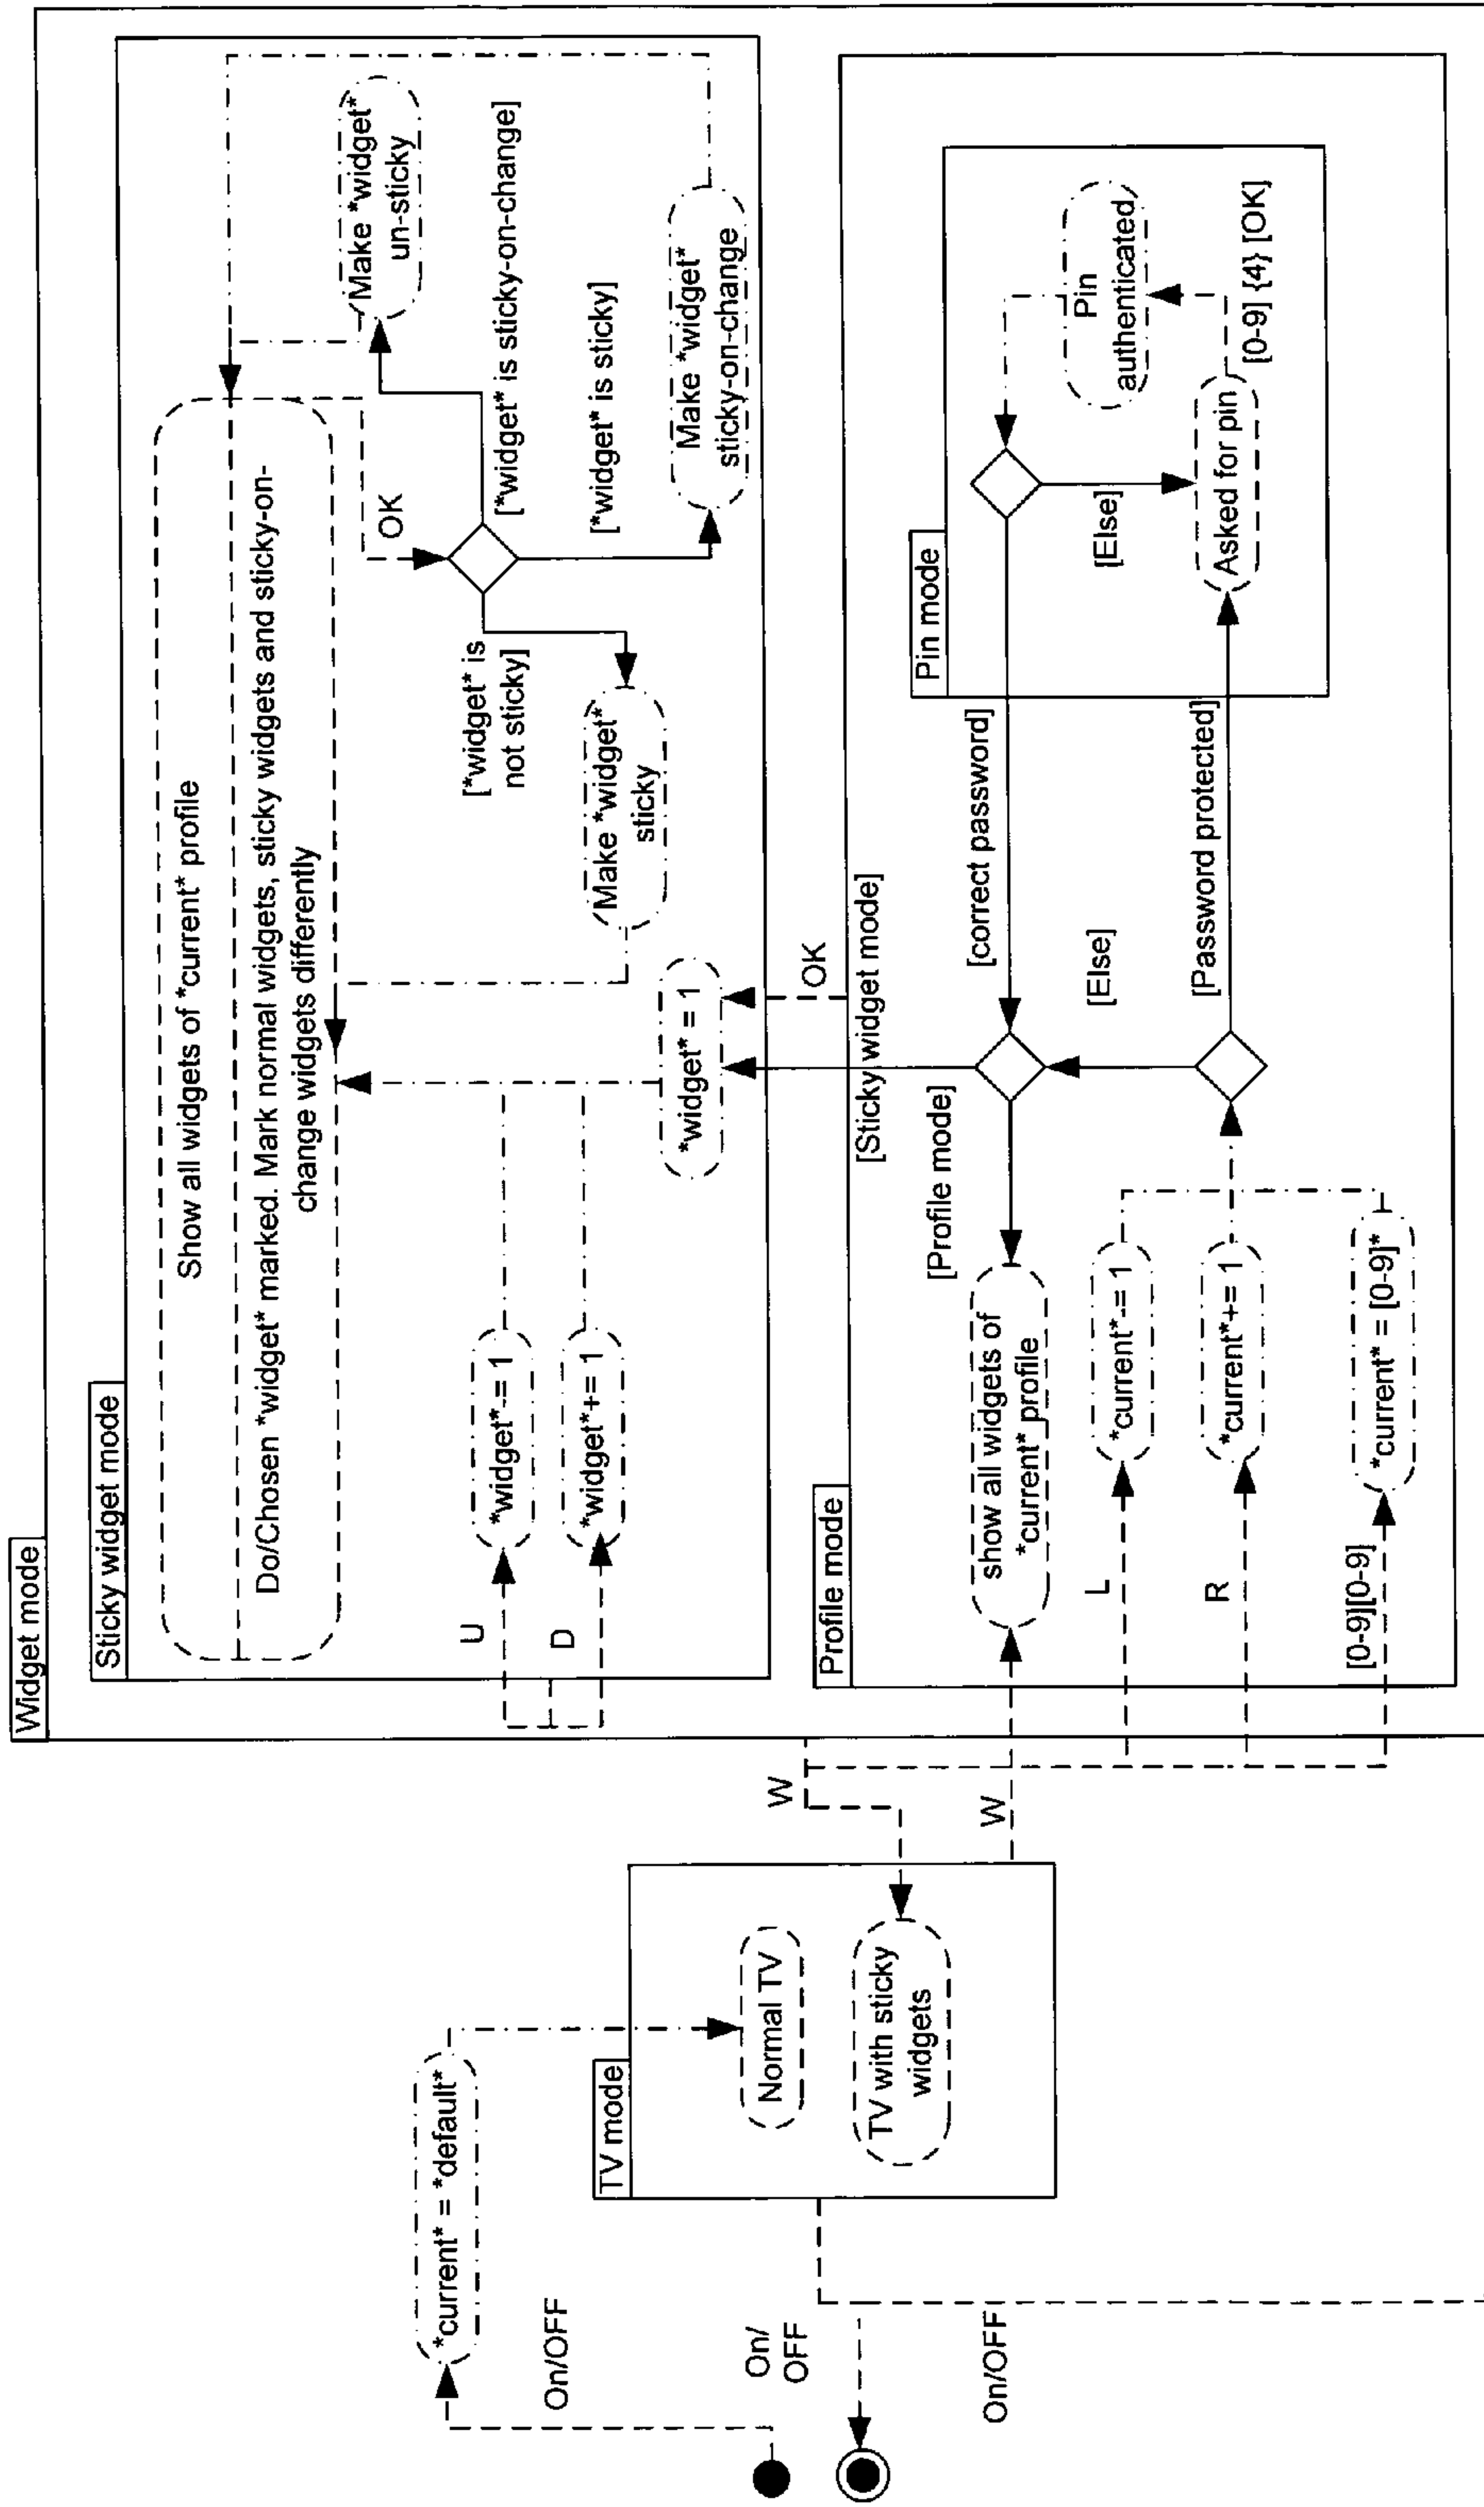 Widget mode
Sticky widget mode
Show all widgets of *current* profile
Do/Chosen *widget* marked. Mark normal widgets, sticky widgets and sticky-on-
change widgets differently
OK
Make *widget*
un-sticky
U
*widget*-= 1
D
*widget*+= 1
[*widget* is
not sticky]
[*widget* is sticky-on-change]
[*widget* is sticky]
Make *widget*
sticky
Make *widget*
sticky-on-change
*widget* = 1
OK
Profile mode
[Sticky widget mode]
[Profile mode]
show all widgets of
*current* profile
[correct password]
Pin mode
Pin
authenticated
[Else]
[Else]
L
*current*-= 1
R
*current*+= 1
[Password protected]
Asked for pin
[0-9] {4} [OK]
[0-9][0-9]
*current* = [0-9]*
*current* = *default*
On/OFF
TV mode
Normal TV
TV with sticky
widgets
W
W
On/
OFF
On/OFF